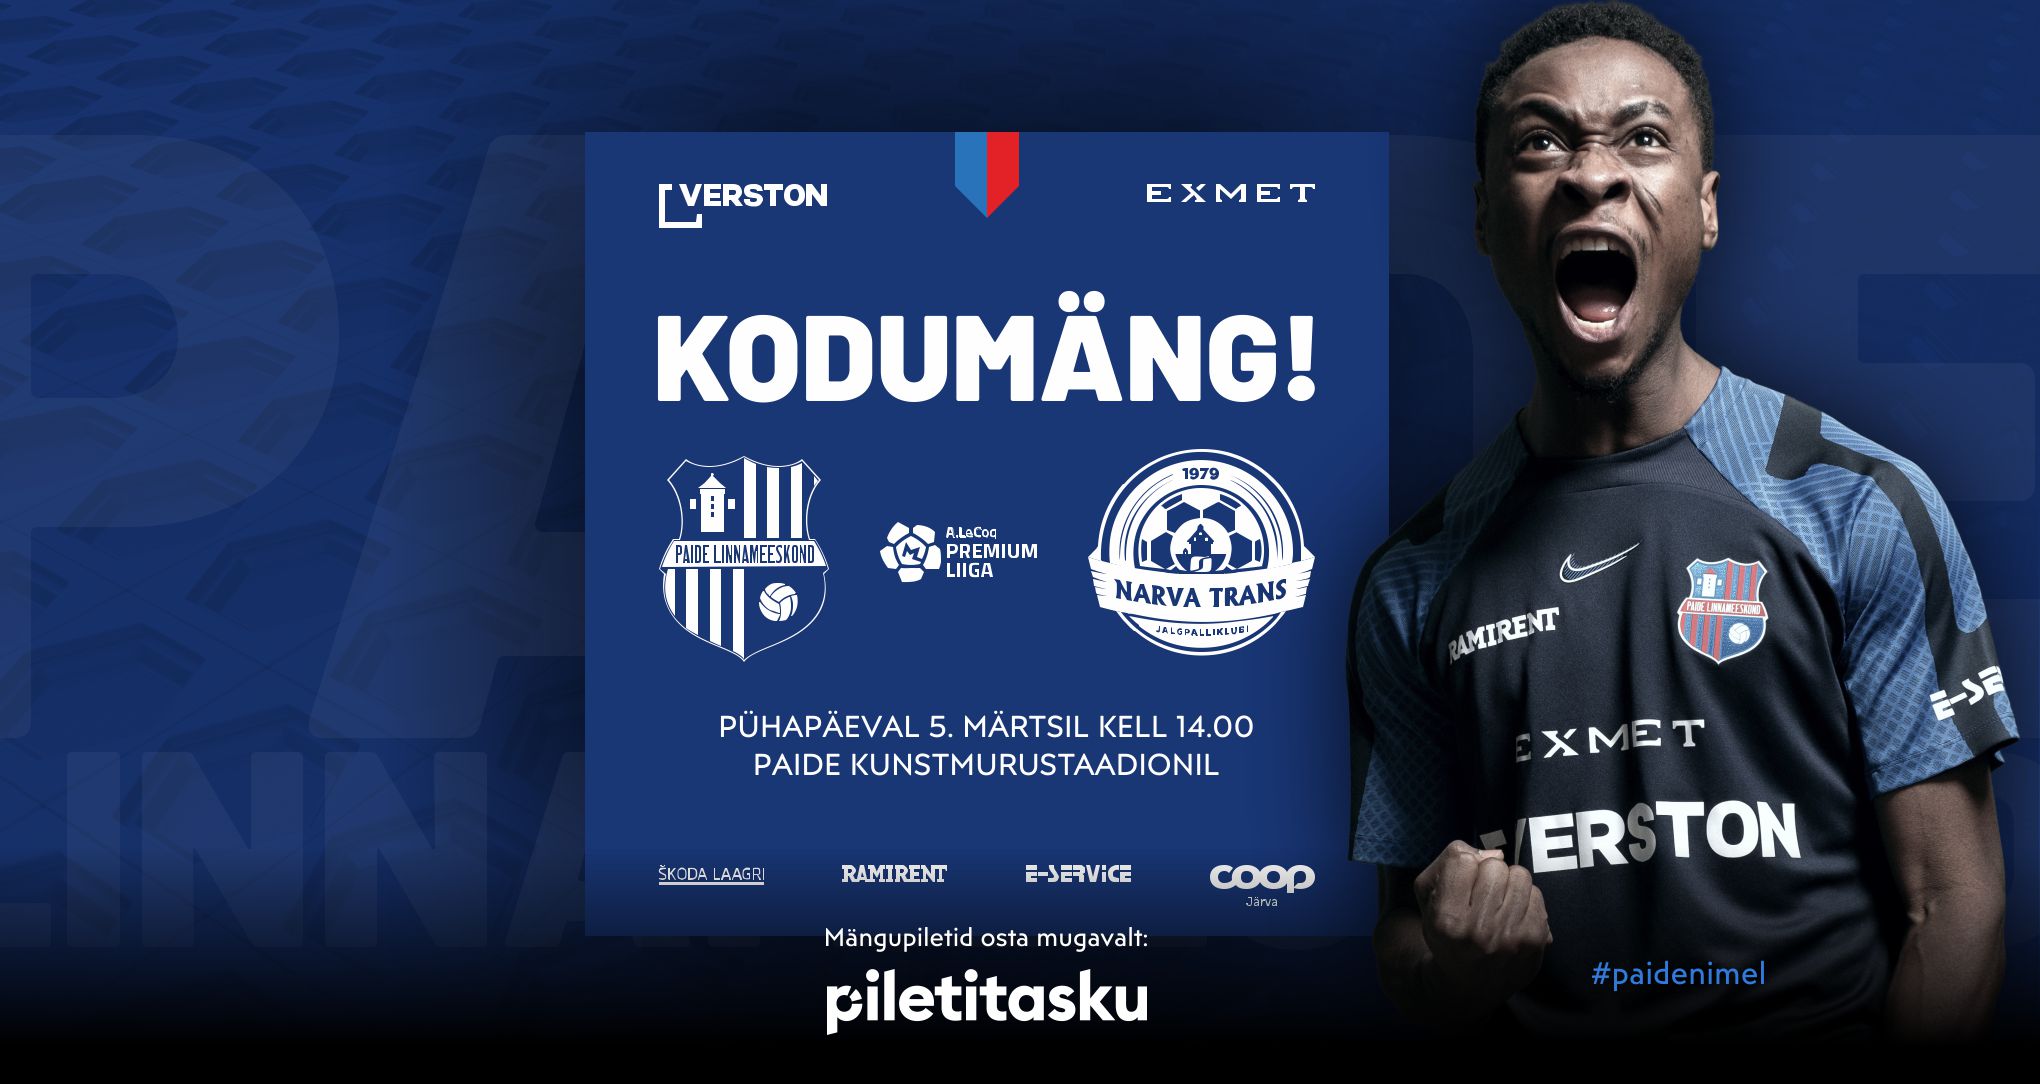 VERSTON
EXMET
KODUMÄNG!
PAIDE LINNAMEESKOND
A.LeCoq
PREMIUM
LIIGA
1979
NARVA TRANS
JALGPALLIKLUBI
PÜHAPÄEVAL 5. MÄRTSIL KELL 14.00
PAIDE KUNSTMURUSTAADIONIL
ŠKODA LAAGRI
RAMIRENT
E-SERVICE
COOP
Järva
Mängupiletid osta mugavalt:
piletitasku
RAMIRENT
PAIDE LINNAMEESKOND
E-SE
EXMET
VERSTON
#paidenimel